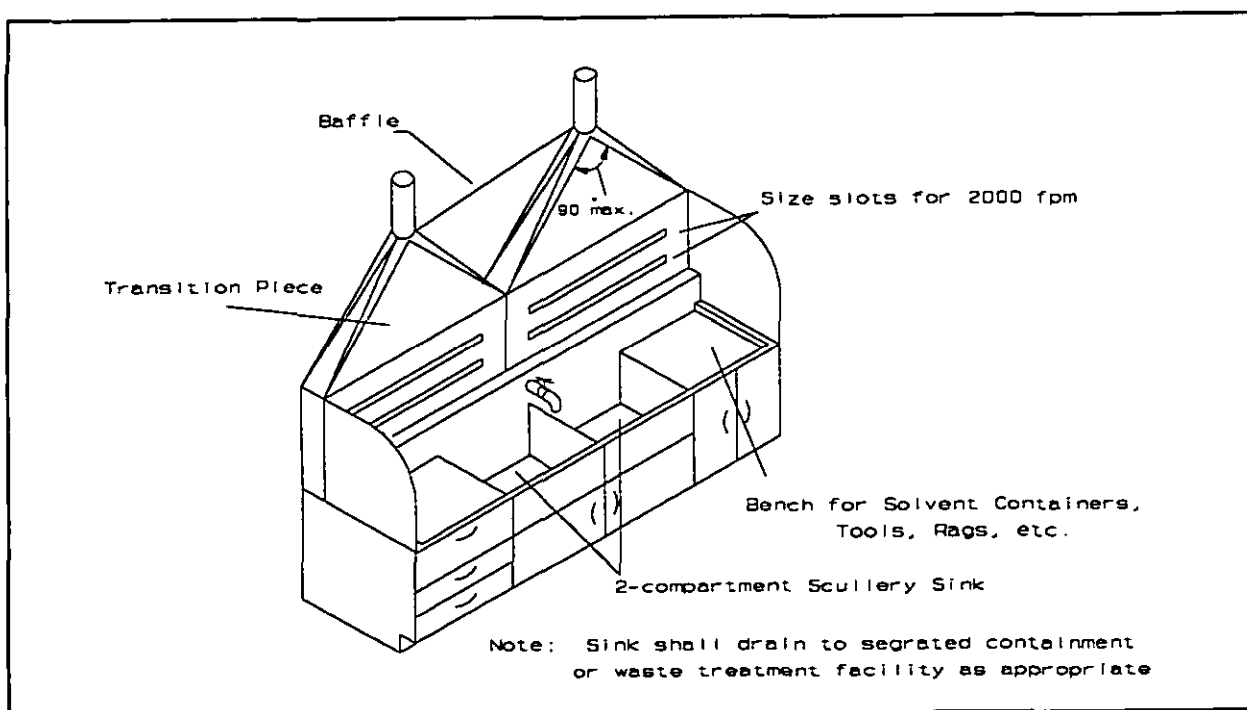 Baffle
90° max.
Size slots for 2000 fpm
Transition Piece
Bench for Solvent Containers,
Tools, Rags, etc.
2-compartment Scullery Sink
Note: Sink shall drain to segrated containment
or waste treatment facility as appropriate